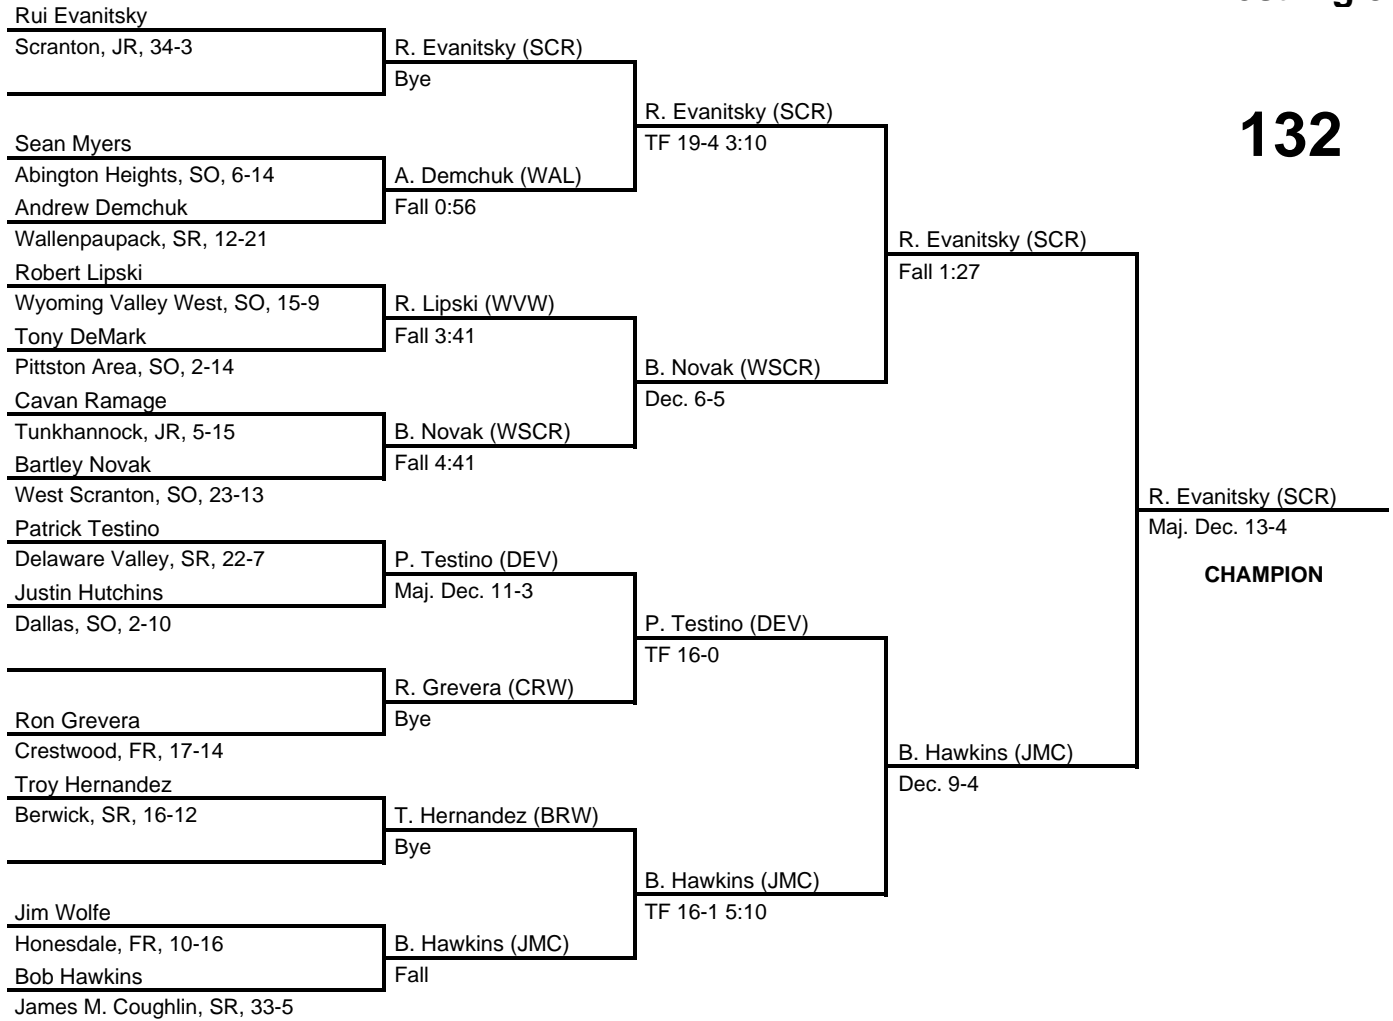 Rui Evanitsky
Scranton, JR, 34-3
R. Evanitsky (SCR)
Bye
R. Evanitsky (SCR)
TF 19-4 3:10
132
Sean Myers
Abington Heights, SO, 6-14
A. Demchuk (WAL)
Andrew Demchuk
Fall 0:56
Wallenpaupack, SR, 12-21
R. Evanitsky (SCR)
Fall 1:27
Robert Lipski
Wyoming Valley West, SO, 15-9
R. Lipski (WVW)
Tony DeMark
Fall 3:41
Pittston Area, SO, 2-14
B. Novak (WSCR)
Dec. 6-5
Cavan Ramage
Tunkhannock, JR, 5-15
B. Novak (WSCR)
Bartley Novak
Fall 4:41
West Scranton, SO, 23-13
R. Evanitsky (SCR)
Maj. Dec. 13-4
CHAMPION
Patrick Testino
Delaware Valley, SR, 22-7
P. Testino (DEV)
Justin Hutchins
Maj. Dec. 11-3
Dallas, SO, 2-10
P. Testino (DEV)
TF 16-0
R. Grevera (CRW)
Ron Grevera
Bye
Crestwood, FR, 17-14
B. Hawkins (JMC)
Dec. 9-4
Troy Hernandez
Berwick, SR, 16-12
T. Hernandez (BRW)
Bye
B. Hawkins (JMC)
TF 16-1 5:10
Jim Wolfe
Honesdale, FR, 10-16
B. Hawkins (JMC)
Bob Hawkins
Fall
James M. Coughlin, SR, 33-5